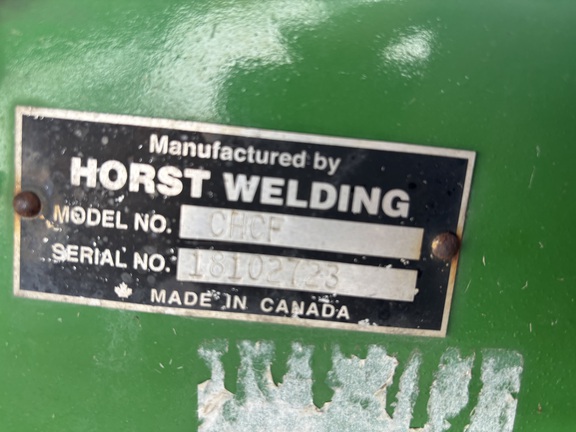 Manufactured by
HORST WELDING
MODEL NO. CHCF
SERIAL NO. 18102723
MADE IN CANADA